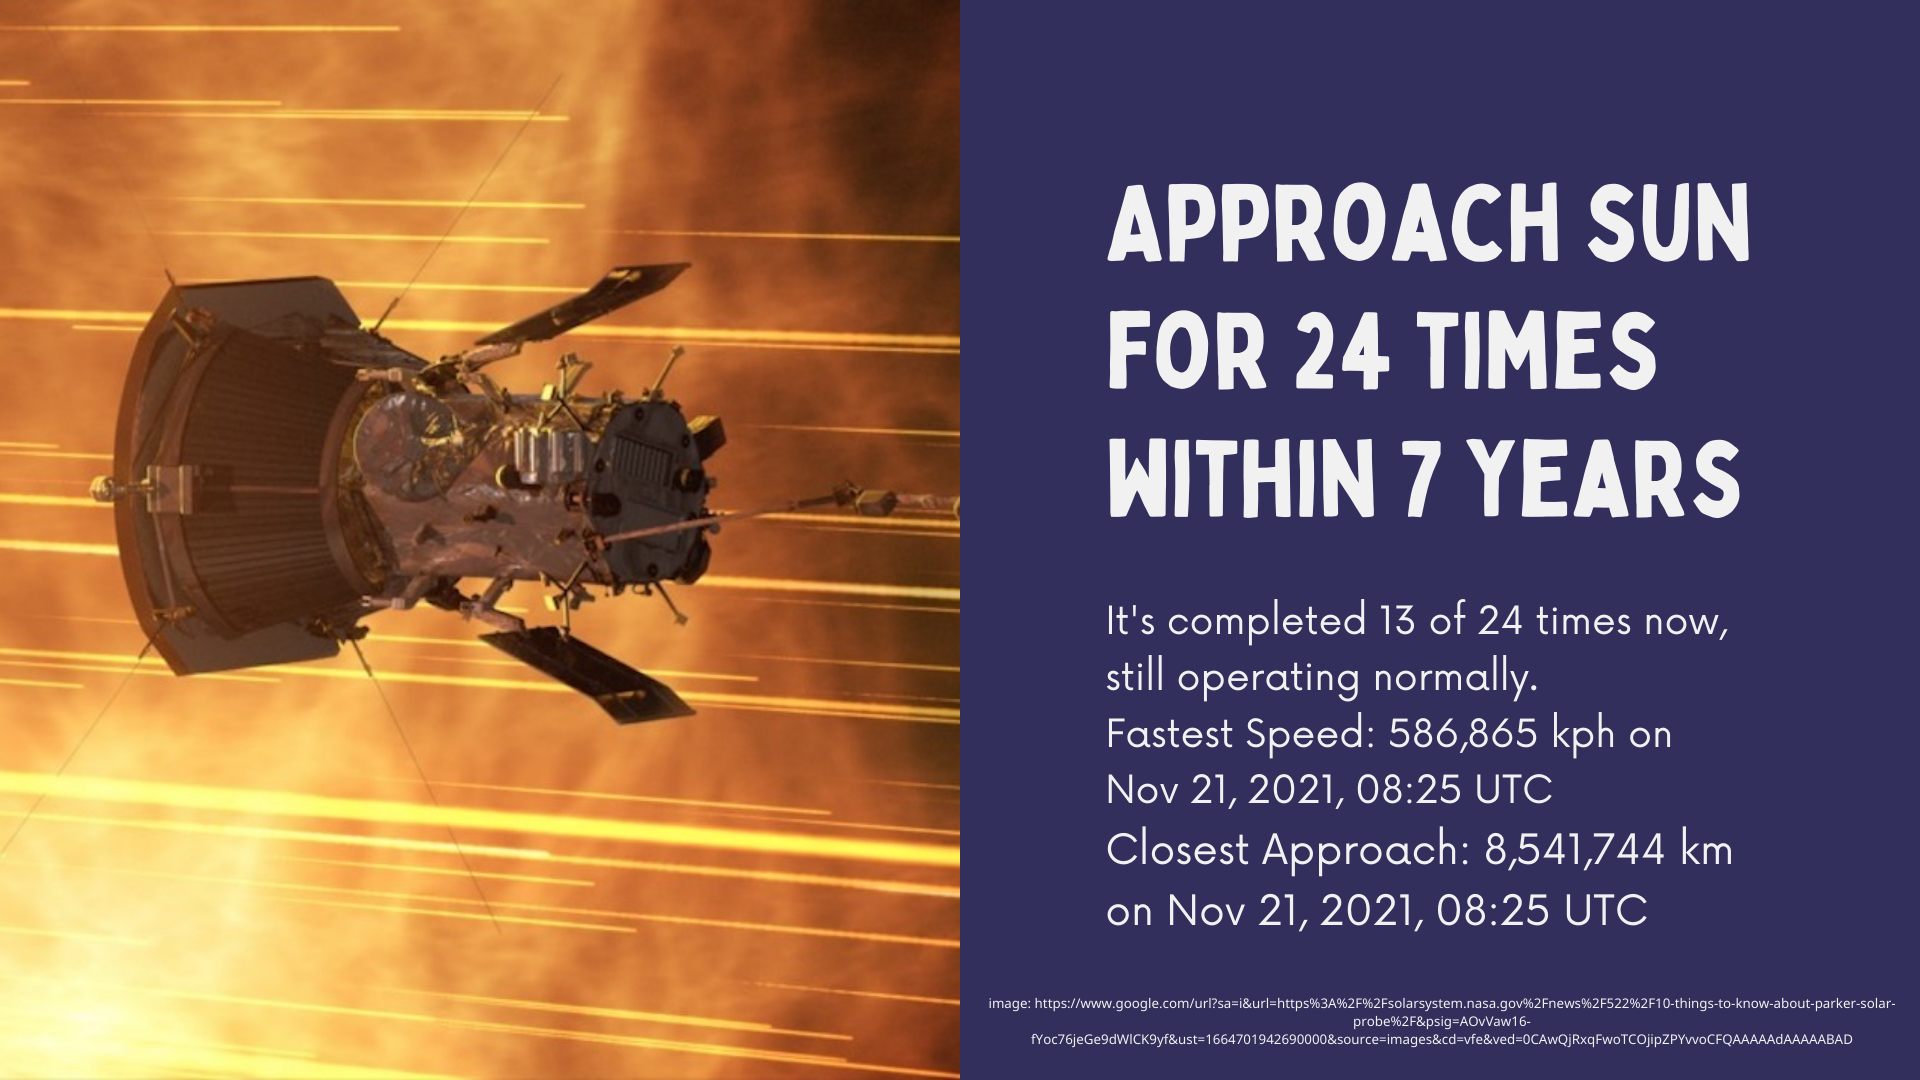 APPROACH SUN
FOR 24 TIMES
WITHIN 7 YEARS
It's completed 13 of 24 times now,
still operating normally.
Fastest Speed: 586,865 kph on
Nov 21, 2021, 08:25 UTC
Closest Approach: 8,541,744 km
on Nov 21, 2021, 08:25 UTC
image: https://www.google.com/url?sa=i&url=https%3A%2F%2Fsolarsystem.nasa.gov%2Fnews%2F522%2F10-things-to-know-about-parker-solar-
probe%2F&psig=AOvVaw16-
fYoc76jeGe9dWlCK9yf&ust=1664701942690000&source=images&cd=vfe&ved=0CAwQjRxqFwoTCOjipZPYvvoCFQAAAAAdAAAAABAD